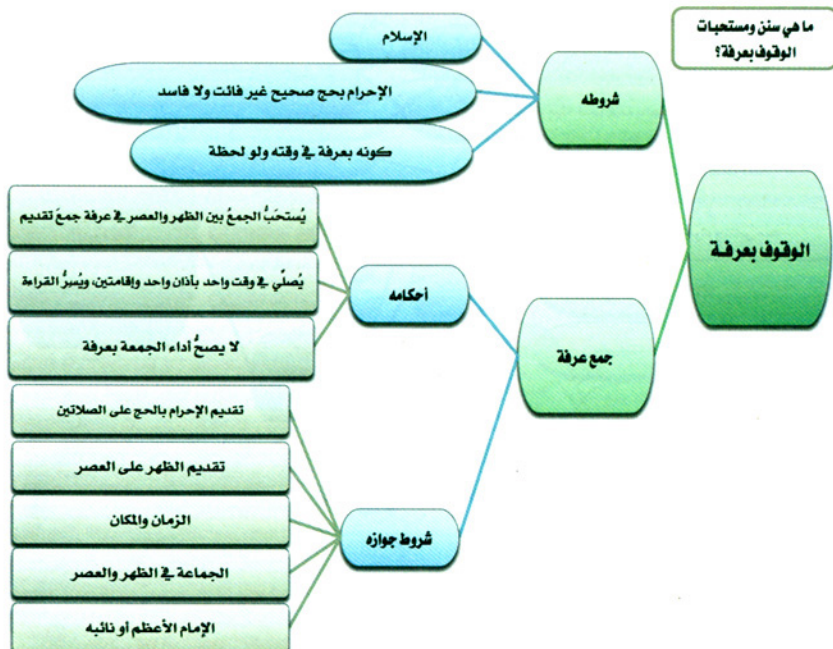 ما هي سنن ومستحبات
الوقوف بعرفة؟
الوقوف بعرفة
شروطه
الإسلام
الإحرام بحج صحيح غير فائت ولا فاسد
كونه بعرفة في وقته ولو لحظة
جمع عرفة
أحكامه
يُستحَبُّ الجمعُ بين الظهر والعصر في عرفة جمعَ تقديم
يُصلّي في وقت واحد بأذان واحد وإقامتين، ويُسِرُّ القراءة
لا يصحُّ أداء الجمعة بعرفة
شروط جوازه
تقديم الإحرام بالحج على الصلاتين
تقديم الظهر على العصر
الزمان والمكان
الجماعة في الظهر والعصر
الإمام الأعظم أو نائبه